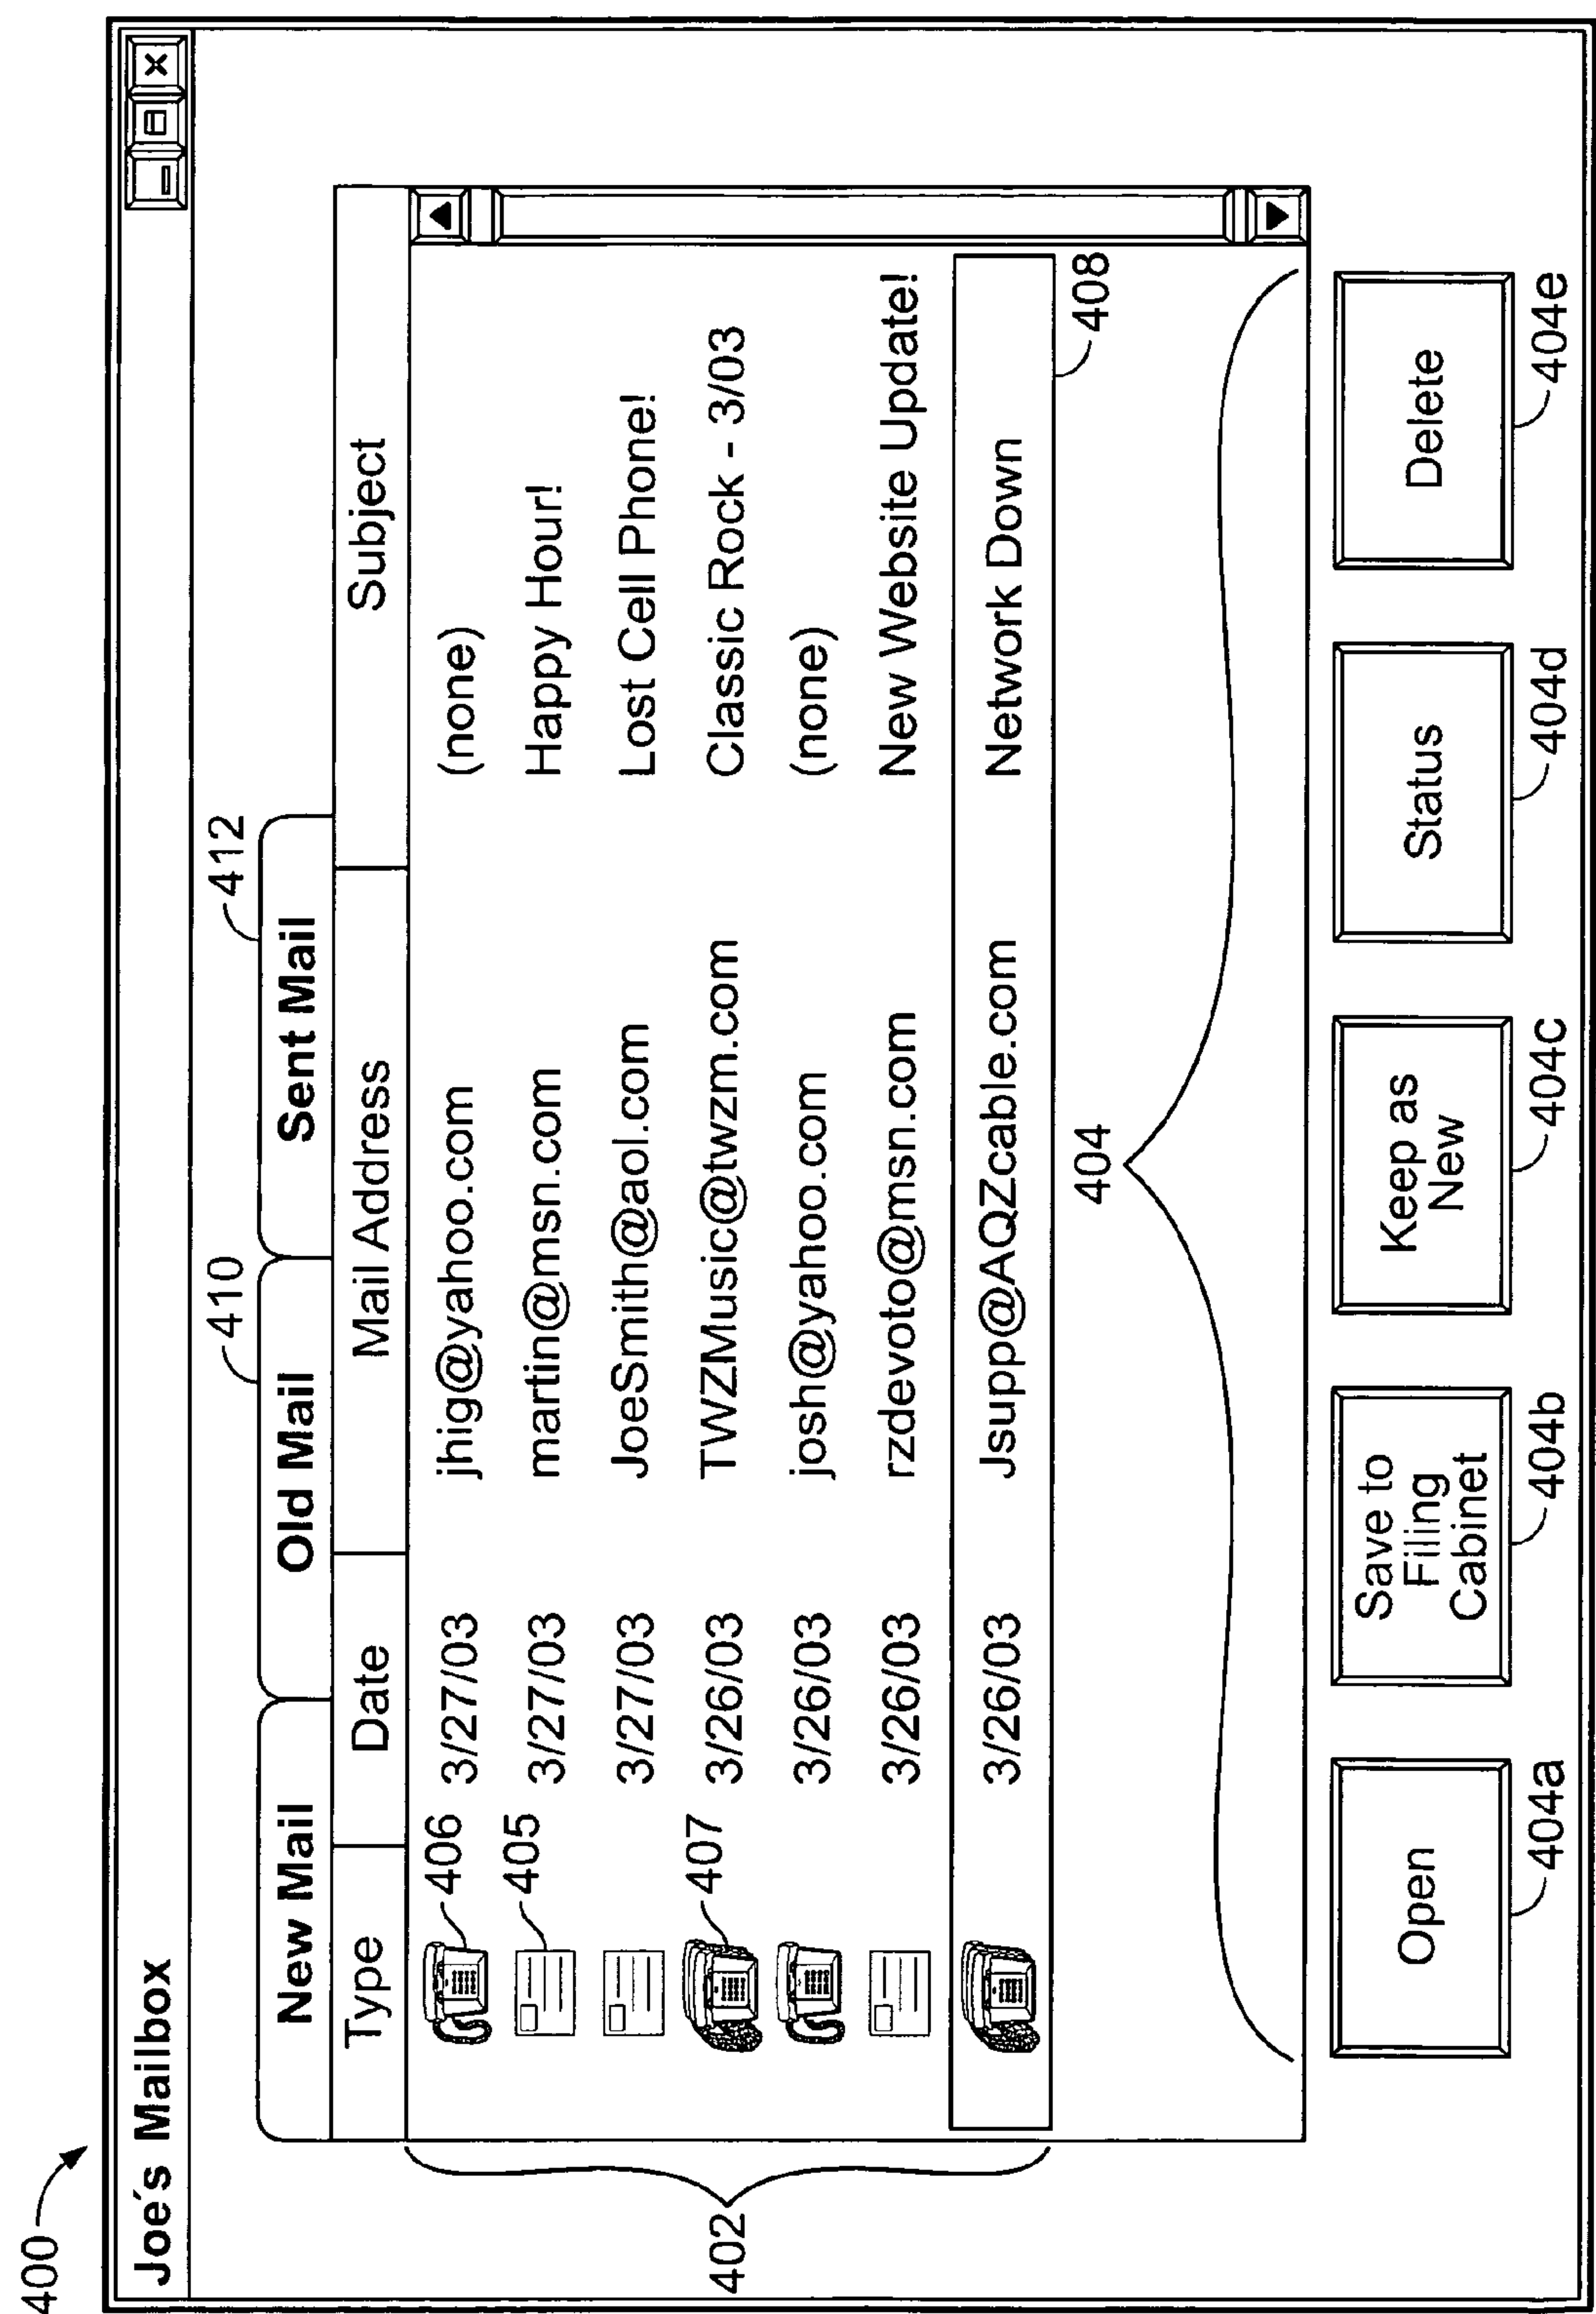 400
Joe's Mailbox
410
412
New Mail Old Mail Sent Mail
Type Date Mail Address Subject
406 3/27/03 jhig@yahoo.com (none)
405 3/27/03 martin@msn.com Happy Hour!
3/27/03 JoeSmith@aol.com Lost Cell Phone!
407 3/26/03 TWZMusic@twzm.com Classic Rock - 3/03
3/26/03 josh@yahoo.com (none)
3/26/03 rzdevoto@msn.com New Website Update!
3/26/03 Jsupp@AQZcable.com Network Down
402
408
404
Open
Save to
Filing
Cabinet
Keep as
New
Status
Delete
404a 404b 404c 404d 404e